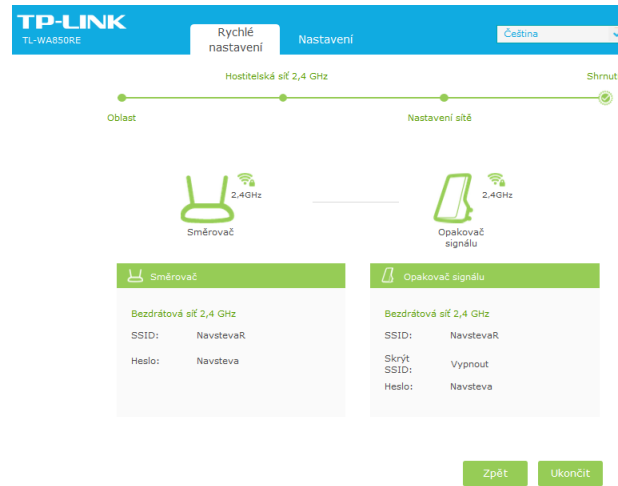 TP-LINK
TL-WA850RE
Rychlé
nastavení
Nastavení
Čeština
Hostitelská síť 2,4 GHz
Shrnut
Oblast
Nastavení sítě
2,4GHz
2,4GHz
Směrovač
Opakovač
signálu
Směrovač
Opakovač signálu
Bezdrátová síť 2,4 GHz
Bezdrátová síť 2,4 GHz
SSID: NavstevaR
SSID: NavstevaR
Heslo: Navsteva
Skrýt
SSID: Vypnout
Heslo: Navsteva
Zpět
Ukončit